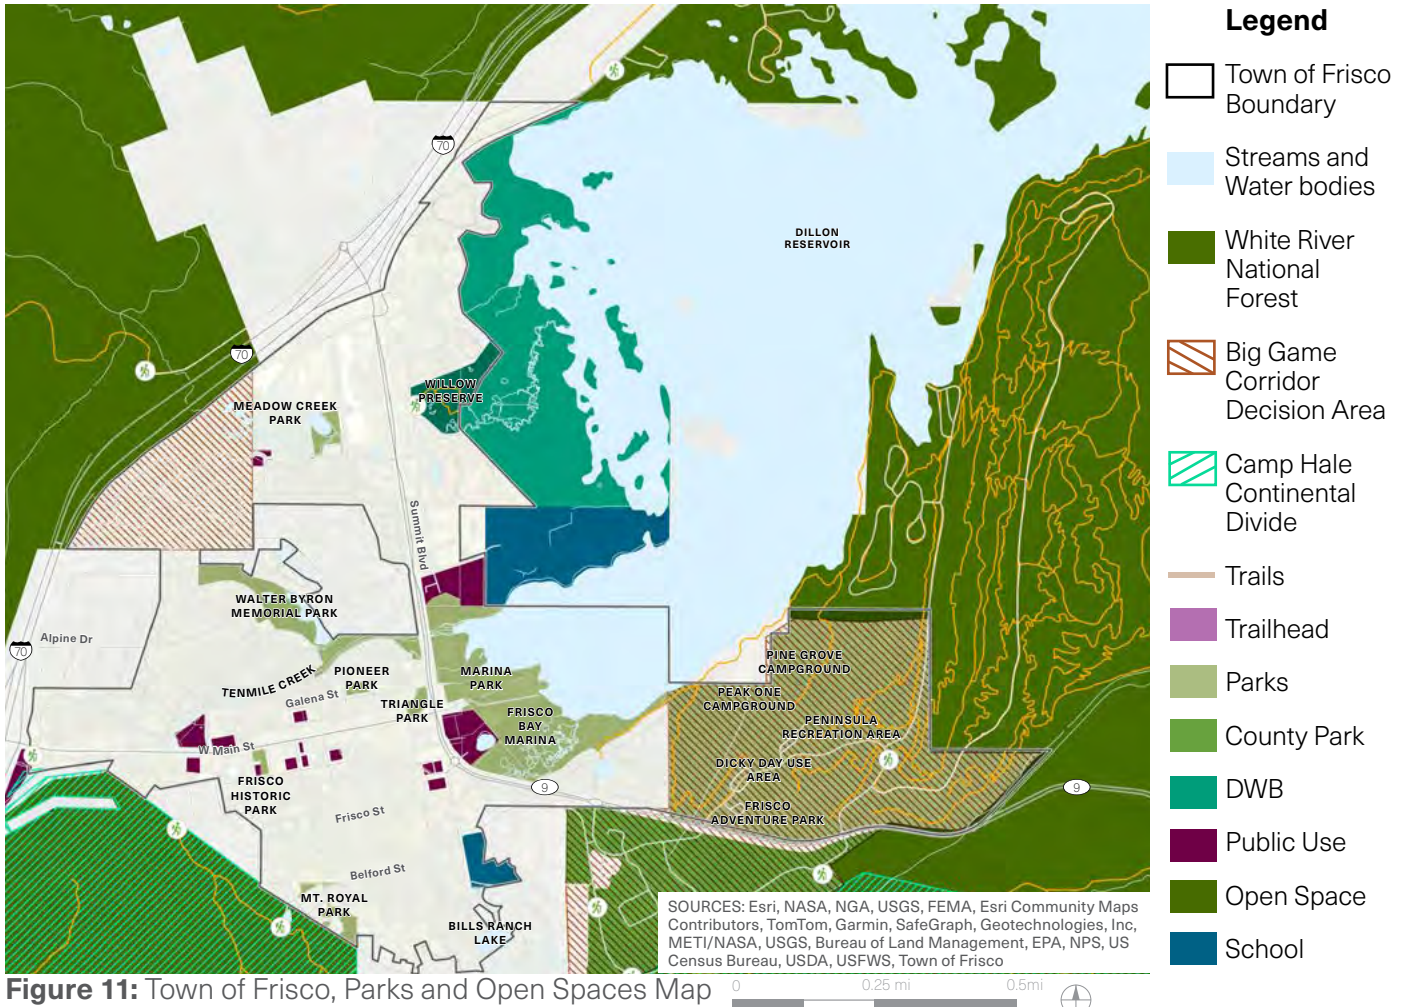 Legend
Town of Frisco
Boundary
Streams and
Water bodies
White River
National
Forest
Big Game
Corridor
Decision Area
Camp Hale
Continental
Divide
Trails
Trailhead
Parks
County Park
DWB
Public Use
Open Space
School
70
DILLON
RESERVOIR
70
WILLOW
PRESERVE
MEADOW CREEK
PARK
Summit Blvd
WALTER BYRON
MEMORIAL PARK
Alpine Dr
70
TENMILE CREEK
PIONEER
PARK
MARINA
PARK
PINE GROVE
CAMPGROUND
Galena St
TRIANGLE
PARK
PEAK ONE
CAMPGROUND
FRISCO
BAY
MARINA
PENINSULA
RECREATION AREA
W Main St
DICKY DAY USE
AREA
FRISCO
HISTORIC
PARK
9
9
FRISCO
ADVENTURE PARK
Frisco St
Belford St
MT. ROYAL
PARK
BILLS RANCH
LAKE
SOURCES: Esri, NASA, NGA, USGS, FEMA, Esri Community Maps
Contributors, TomTom, Garmin, SafeGraph, Geotechnologies, Inc,
METI/NASA, USGS, Bureau of Land Management, EPA, NPS, US
Census Bureau, USDA, USFWS, Town of Frisco
Figure 11: Town of Frisco, Parks and Open Spaces Map
0 0.25 mi 0.5mi